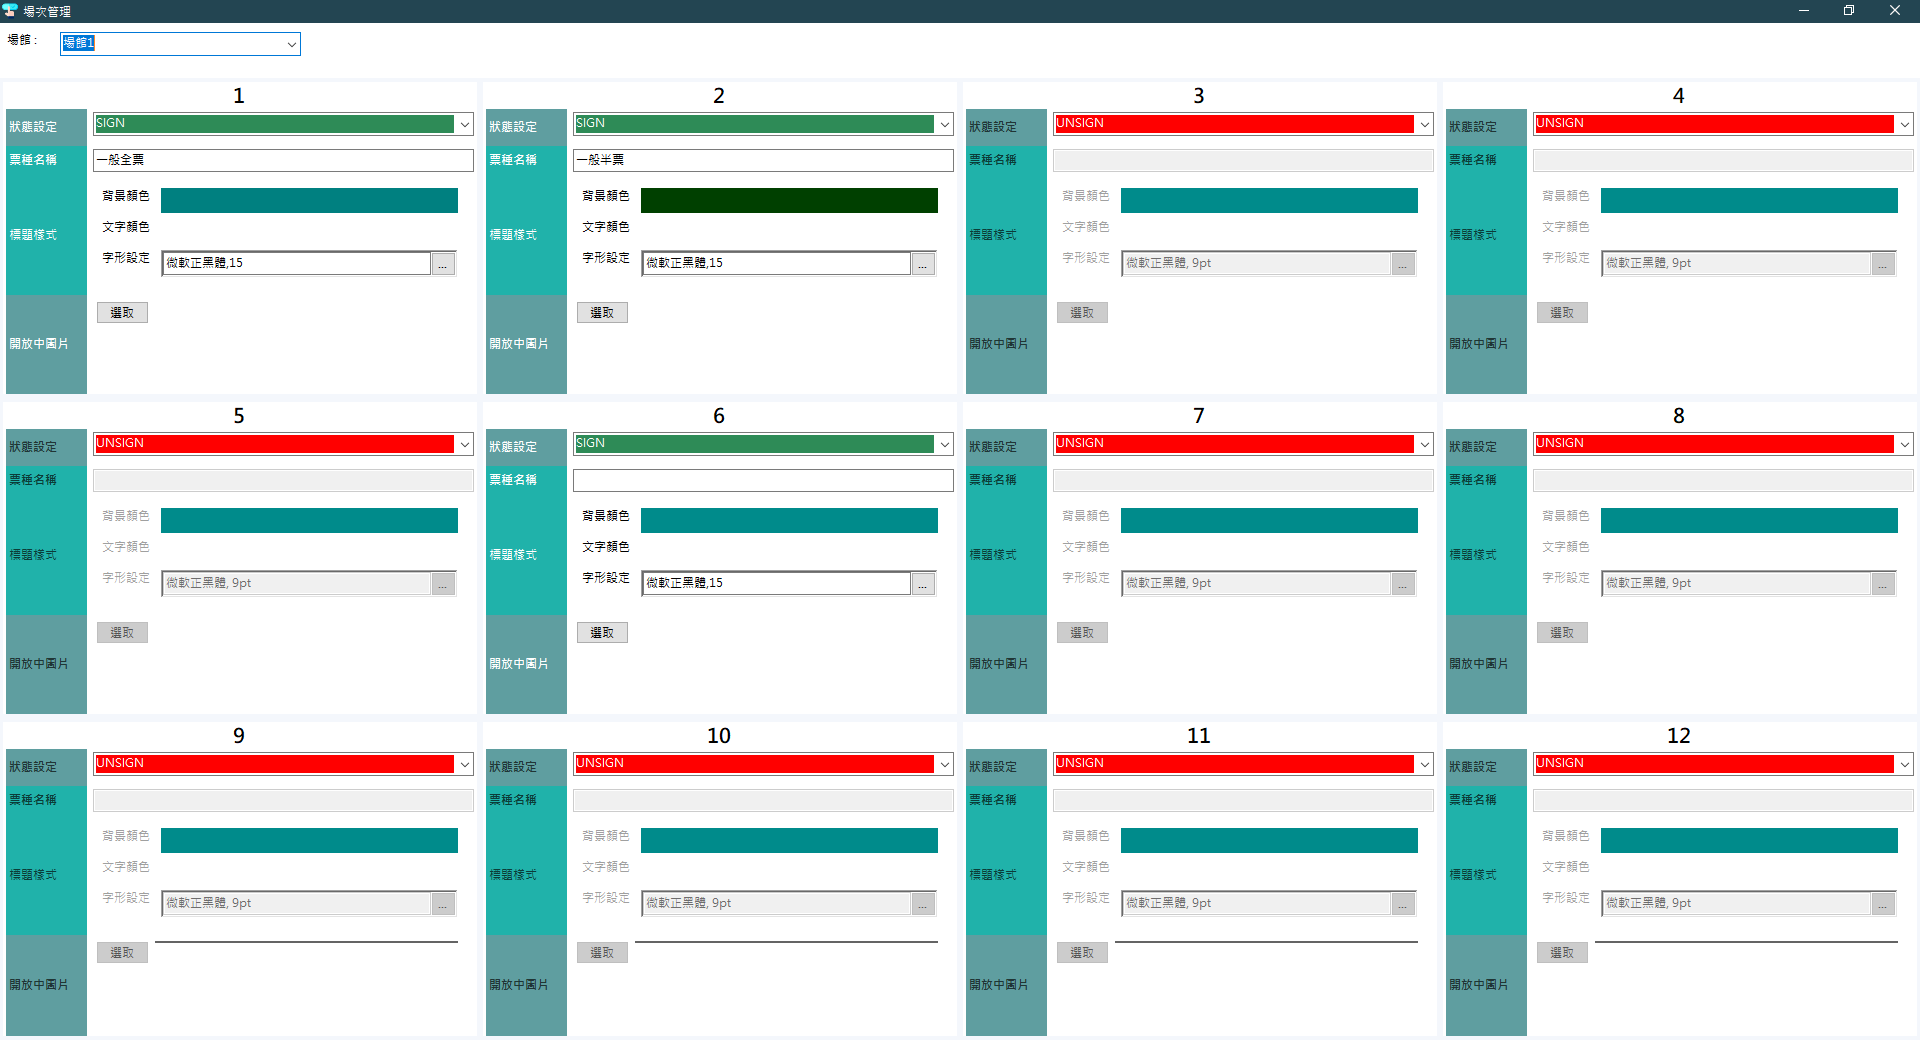 場次管理
場館 :
場館1
1
狀態設定
SIGN
票種名稱
一般全票
背景顏色
文字顏色
標題樣式
字形設定
微軟正黑體,15
...
選取
開放中圖片
2
狀態設定
SIGN
票種名稱
一般半票
背景顏色
文字顏色
標題樣式
字形設定
微軟正黑體,15
...
選取
開放中圖片
3
狀態設定
UNSIGN
票種名稱
背景顏色
文字顏色
標題樣式
字形設定
微軟正黑體, 9pt
...
選取
開放中圖片
4
狀態設定
UNSIGN
票種名稱
背景顏色
文字顏色
標題樣式
字形設定
微軟正黑體, 9pt
...
選取
開放中圖片
5
狀態設定
UNSIGN
票種名稱
背景顏色
文字顏色
標題樣式
字形設定
微軟正黑體, 9pt
...
選取
開放中圖片
6
狀態設定
SIGN
票種名稱
背景顏色
文字顏色
標題樣式
字形設定
微軟正黑體,15
...
選取
開放中圖片
7
狀態設定
UNSIGN
票種名稱
背景顏色
文字顏色
標題樣式
字形設定
微軟正黑體, 9pt
...
選取
開放中圖片
8
狀態設定
UNSIGN
票種名稱
背景顏色
文字顏色
標題樣式
字形設定
微軟正黑體, 9pt
...
選取
開放中圖片
9
狀態設定
UNSIGN
票種名稱
背景顏色
文字顏色
標題樣式
字形設定
微軟正黑體, 9pt
...
選取
開放中圖片
10
狀態設定
UNSIGN
票種名稱
背景顏色
文字顏色
標題樣式
字形設定
微軟正黑體, 9pt
...
選取
開放中圖片
11
狀態設定
UNSIGN
票種名稱
背景顏色
文字顏色
標題樣式
字形設定
微軟正黑體, 9pt
...
選取
開放中圖片
12
狀態設定
UNSIGN
票種名稱
背景顏色
文字顏色
標題樣式
字形設定
微軟正黑體, 9pt
...
選取
開放中圖片